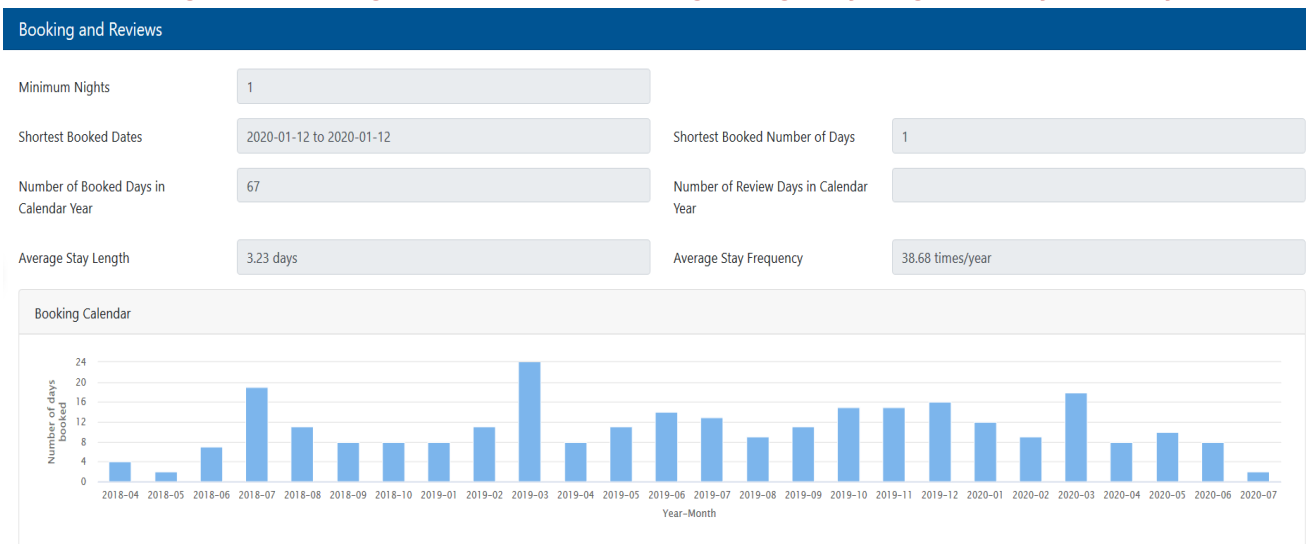 Booking and Reviews
Minimum Nights 1
Shortest Booked Dates 2020-01-12 to 2020-01-12 Shortest Booked Number of Days 1
Number of Booked Days in 67 Number of Review Days in Calendar
Calendar Year Year
Average Stay Length 3.23 days Average Stay Frequency 38.68 times/year
Booking Calendar
24
20
16
12
8
4
0
Number of days
booked
2018-04 2018-05 2018-06 2018-07 2018-08 2018-09 2018-10 2019-01 2019-02 2019-03 2019-04 2019-05 2019-06 2019-07 2019-08 2019-09 2019-10 2019-11 2019-12 2020-01 2020-02 2020-03 2020-04 2020-05 2020-06 2020-07
Year-Month